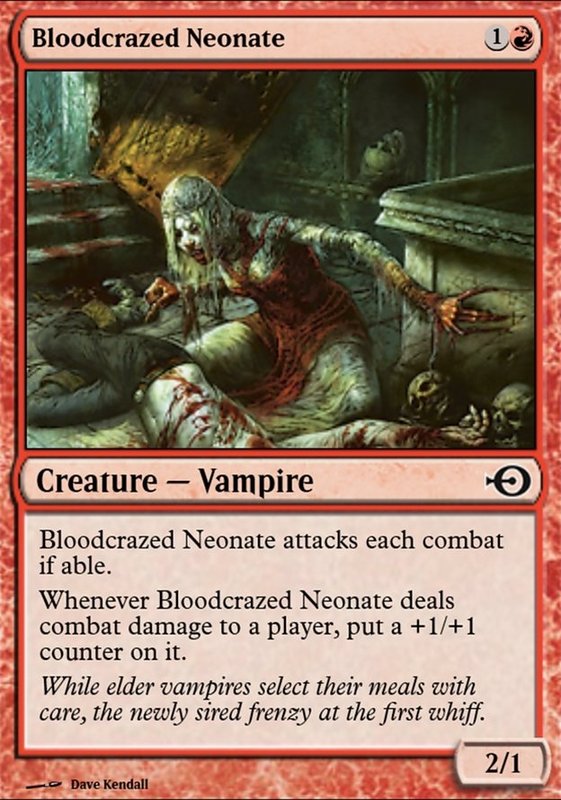 Bloodcrazed Neonate 1
Creature — Vampire
Bloodcrazed Neonate attacks each combat
if able.
Whenever Bloodcrazed Neonate deals
combat damage to a player, put a +1/+1
counter on it.
While elder vampires select their meals with
care, the newly sired frenzy at the first whiff.
2/1
Dave Kendall